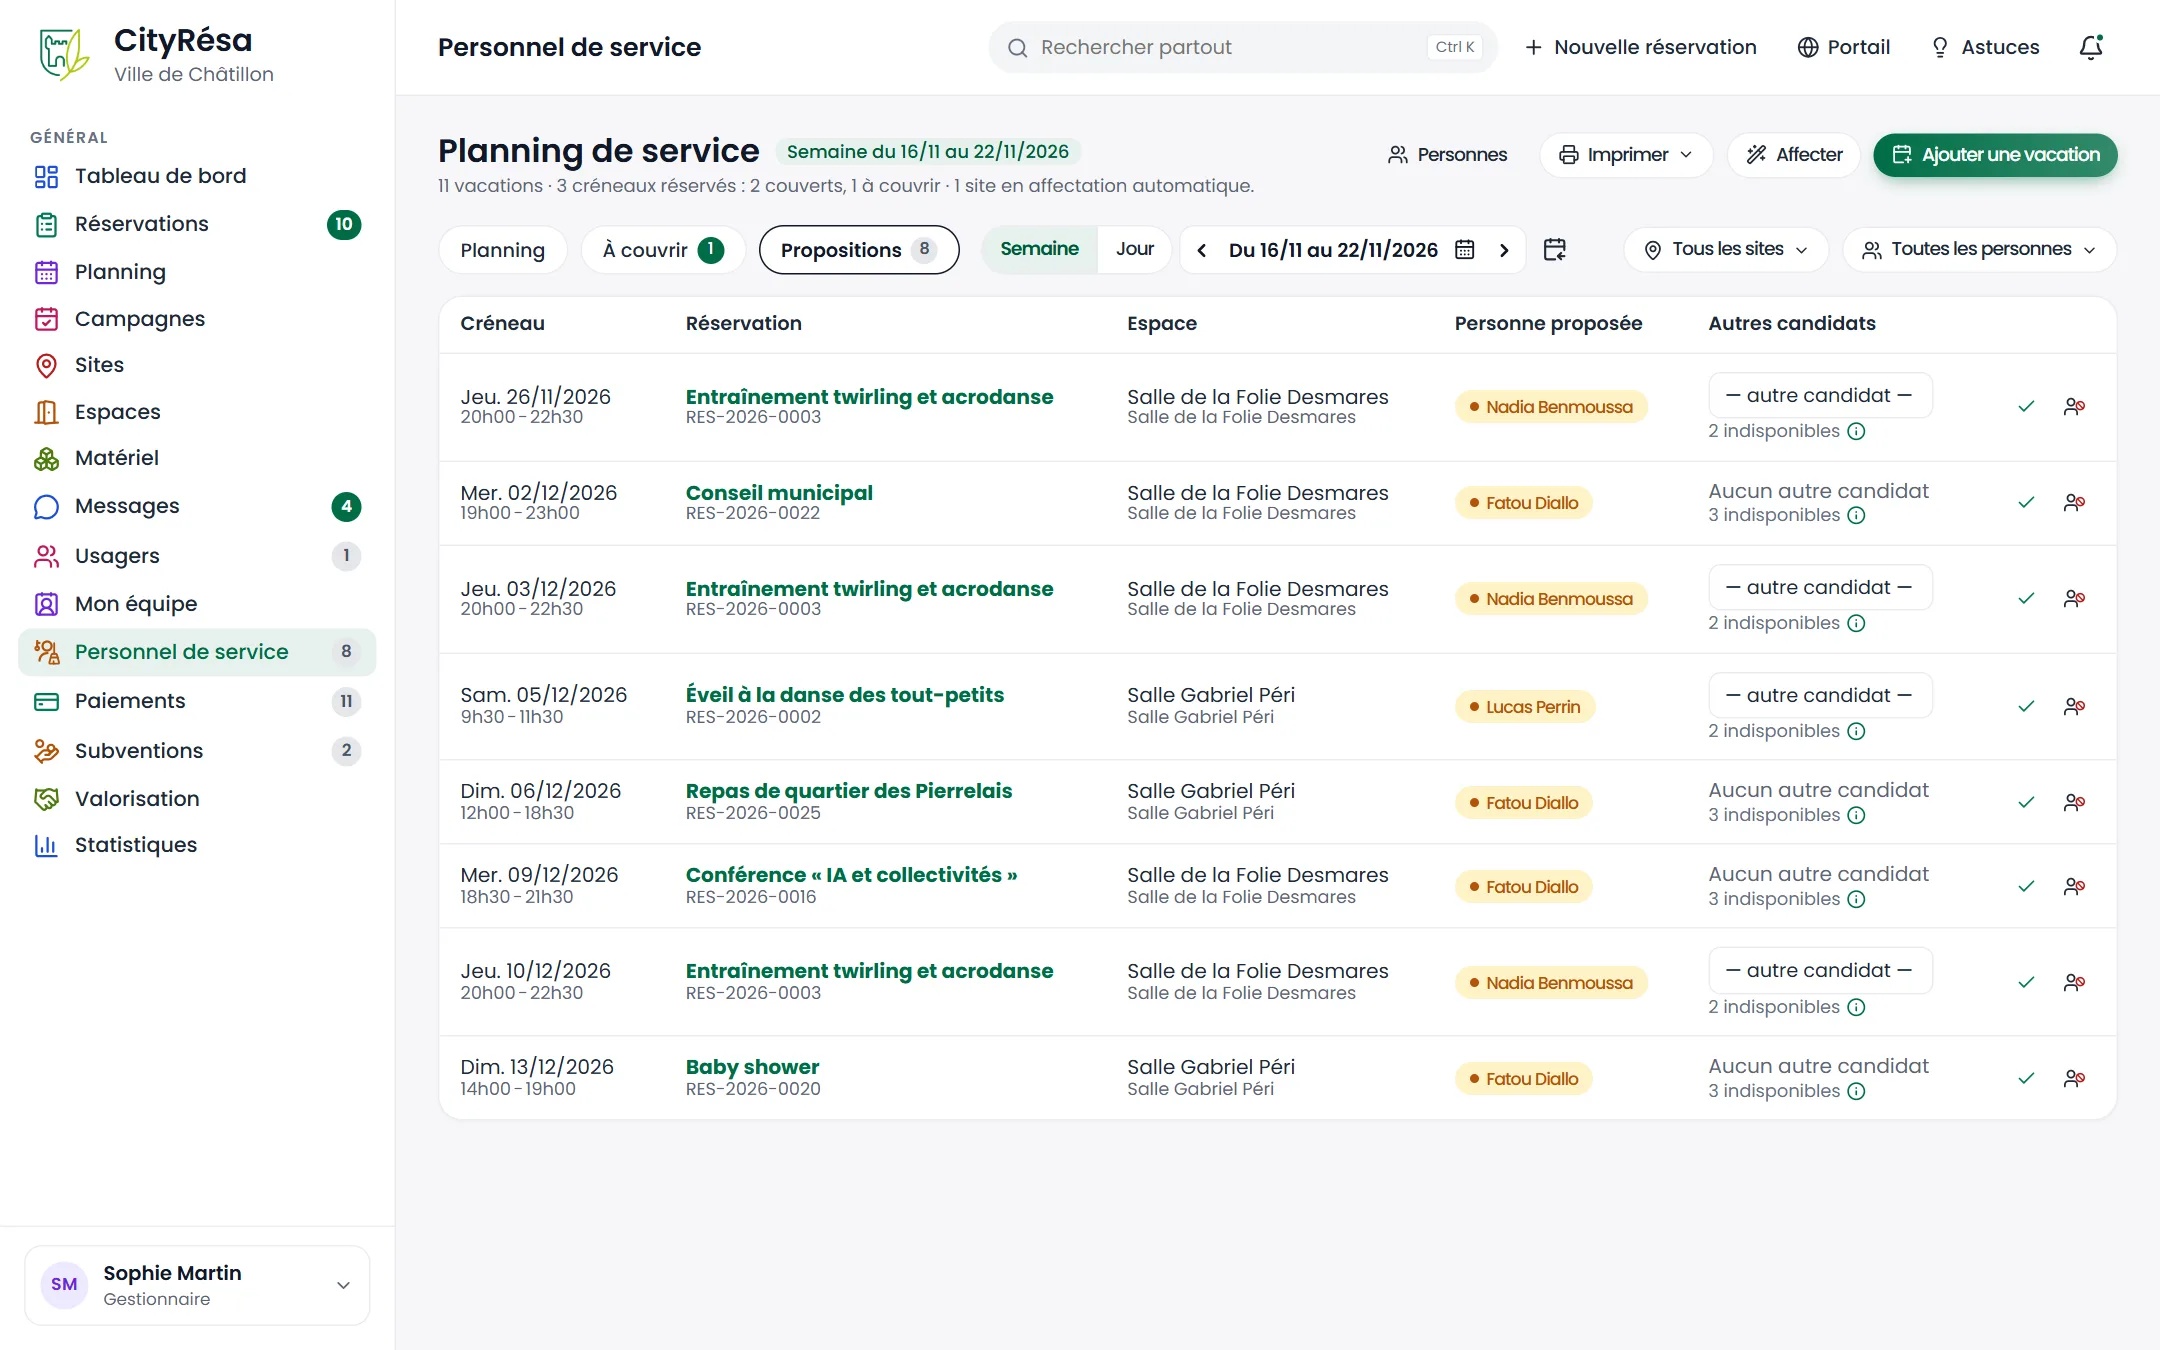 CityRésa
Ville de Châtillon
GÉNÉRAL
Tableau de bord
Réservations 10
Planning
Campagnes
Sites
Espaces
Matériel
Messages 4
Usagers 1
Mon équipe
Personnel de service 8
Paiements 11
Subventions 2
Valorisation
Statistiques
SM
Sophie Martin
Gestionnaire
Personnel de service
Rechercher partout Ctrl K
Nouvelle réservation
Portail
Astuces
Planning de service
Semaine du 16/11 au 22/11/2026
11 vacations · 3 créneaux réservés : 2 couverts, 1 à couvrir · 1 site en affectation automatique.
Personnes
Imprimer
Affecter
Ajouter une vacation
Planning
À couvrir 1
Propositions 8
Semaine
Jour
Du 16/11 au 22/11/2026
Tous les sites
Toutes les personnes
Créneau Réservation Espace Personne proposée Autres candidats
Jeu. 26/11/2026 Entraînement twirling et acrodanse Salle de la Folie Desmares Nadia Benmoussa — autre candidat —
20h00 - 22h30 RES-2026-0003 Salle de la Folie Desmares 2 indisponibles
Mer. 02/12/2026 Conseil municipal Salle de la Folie Desmares Fatou Diallo Aucun autre candidat
19h00 - 23h00 RES-2026-0022 Salle de la Folie Desmares 3 indisponibles
Jeu. 03/12/2026 Entraînement twirling et acrodanse Salle de la Folie Desmares Nadia Benmoussa — autre candidat —
20h00 - 22h30 RES-2026-0003 Salle de la Folie Desmares 2 indisponibles
Sam. 05/12/2026 Éveil à la danse des tout-petits Salle Gabriel Péri Lucas Perrin — autre candidat —
9h30 - 11h30 RES-2026-0002 Salle Gabriel Péri 2 indisponibles
Dim. 06/12/2026 Repas de quartier des Pierrelais Salle Gabriel Péri Fatou Diallo Aucun autre candidat
12h00 - 18h30 RES-2026-0025 Salle Gabriel Péri 3 indisponibles
Mer. 09/12/2026 Conférence « IA et collectivités » Salle de la Folie Desmares Fatou Diallo Aucun autre candidat
18h30 - 21h30 RES-2026-0016 Salle de la Folie Desmares 3 indisponibles
Jeu. 10/12/2026 Entraînement twirling et acrodanse Salle de la Folie Desmares Nadia Benmoussa — autre candidat —
20h00 - 22h30 RES-2026-0003 Salle de la Folie Desmares 2 indisponibles
Dim. 13/12/2026 Baby shower Salle Gabriel Péri Fatou Diallo Aucun autre candidat
14h00 - 19h00 RES-2026-0020 Salle Gabriel Péri 3 indisponibles